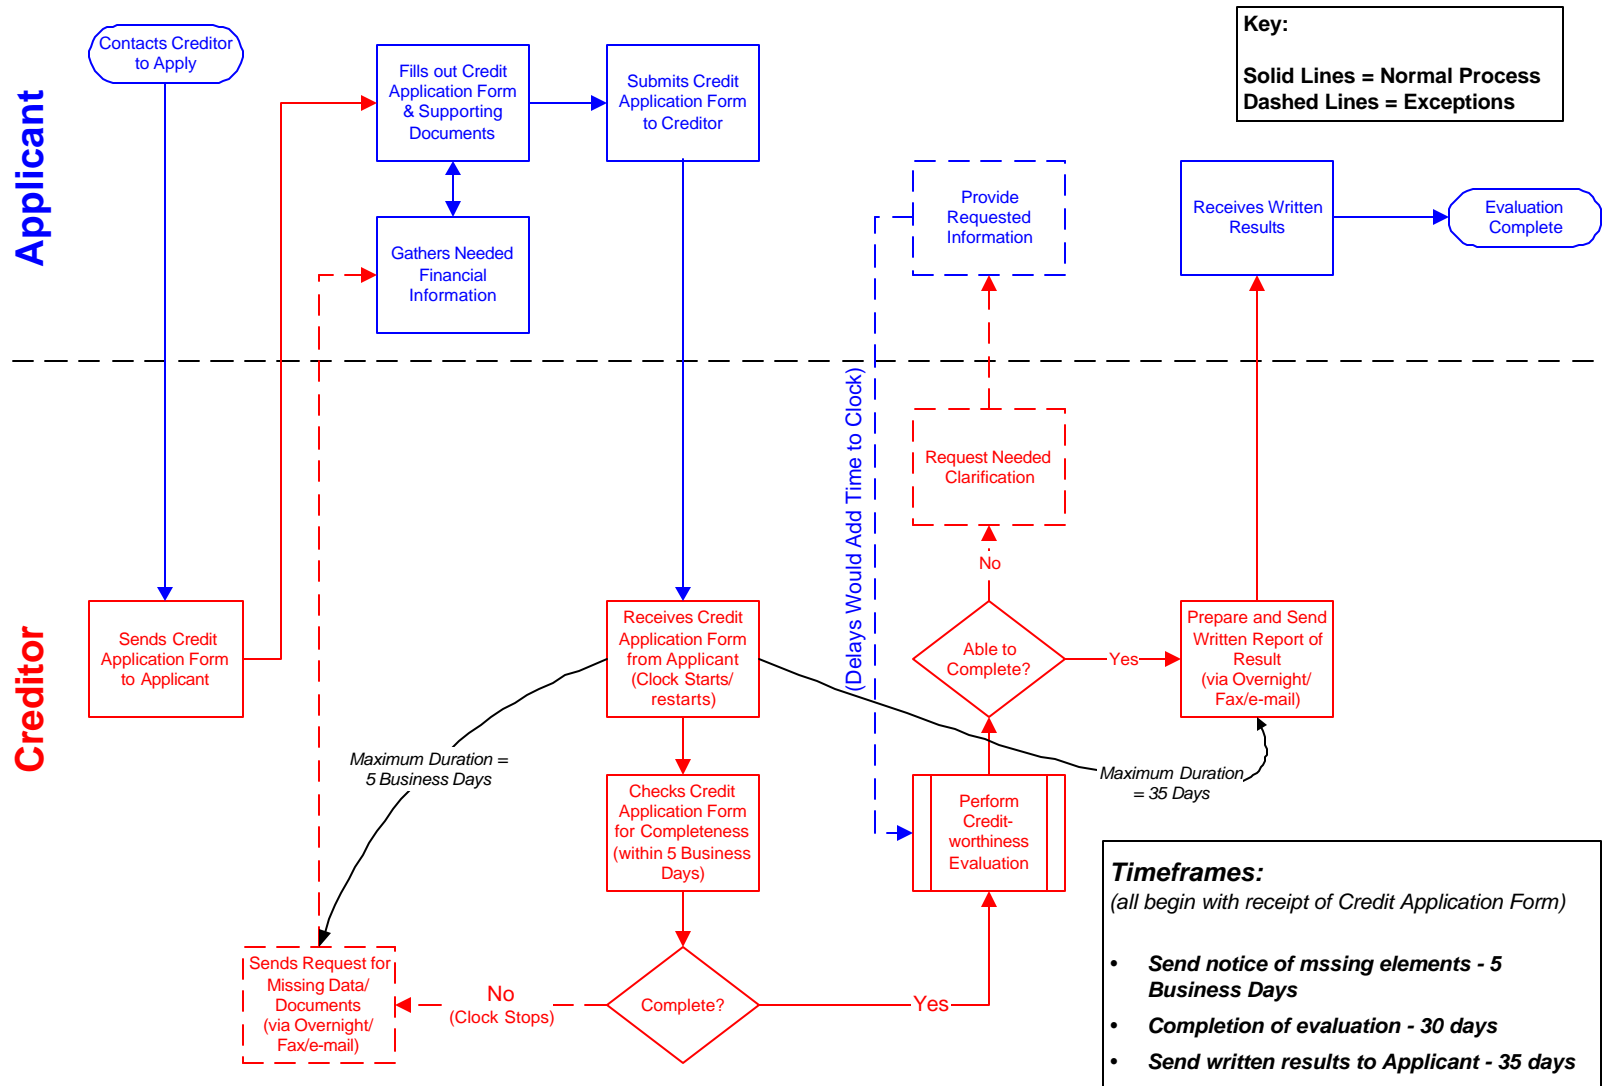 Key:
Solid Lines = Normal Process
Dashed Lines = Exceptions
Applicant
Contacts Creditor
to Apply
Fills out Credit
Application Form
& Supporting
Documents
Submits Credit
Application Form
to Creditor
Gathers Needed
Financial
Information
Provide
Requested
Information
Receives Written
Results
Evaluation
Complete
Creditor
Sends Credit
Application Form
to Applicant
Receives Credit
Application Form
from Applicant
(Clock Starts/
restarts)
(Delays Would Add Time to Clock)
Request Needed
Clarification
No
Able to
Complete?
Yes
Prepare and Send
Written Report of
Result
(via Overnight/
Fax/e-mail)
Maximum Duration =
5 Business Days
Maximum Duration
= 35 Days
Checks Credit
Application Form
for Completeness
(within 5 Business
Days)
Perform
Credit-
worthiness
Evaluation
Sends Request for
Missing Data/
Documents
(via Overnight/
Fax/e-mail)
No
(Clock Stops)
Complete?
Yes
Timeframes:
(all begin with receipt of Credit Application Form)
• Send notice of mssing elements - 5
Business Days
• Completion of evaluation - 30 days
• Send written results to Applicant - 35 days